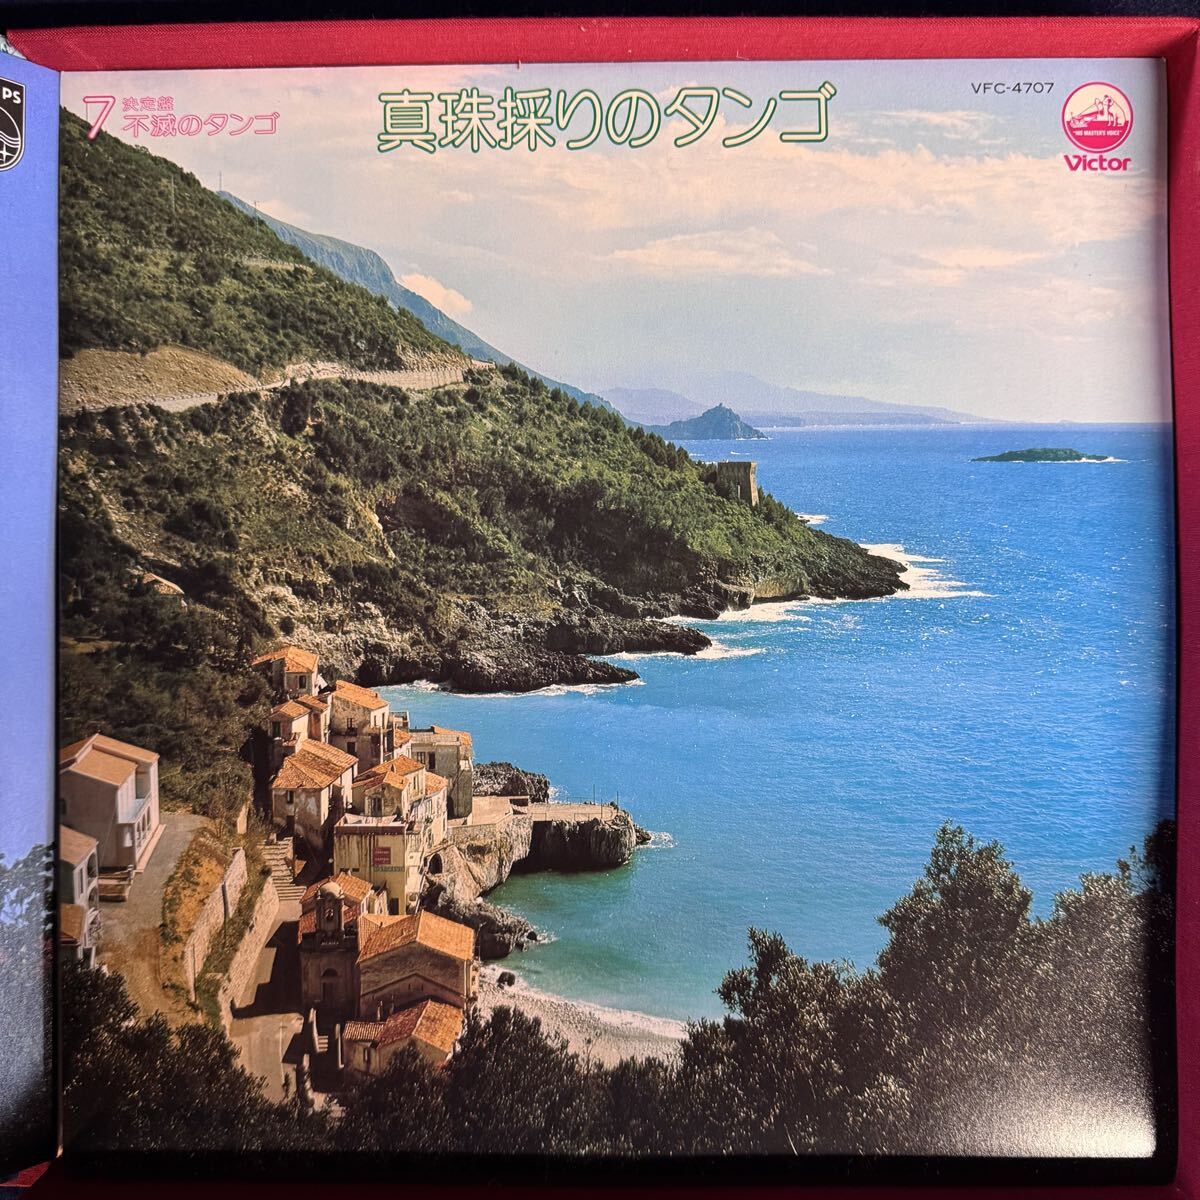 PS
7 決定盤
不滅のタンゴ
真珠採りのタンゴ
VFC-4707
"HIS MASTER'S VOICE"
Victor